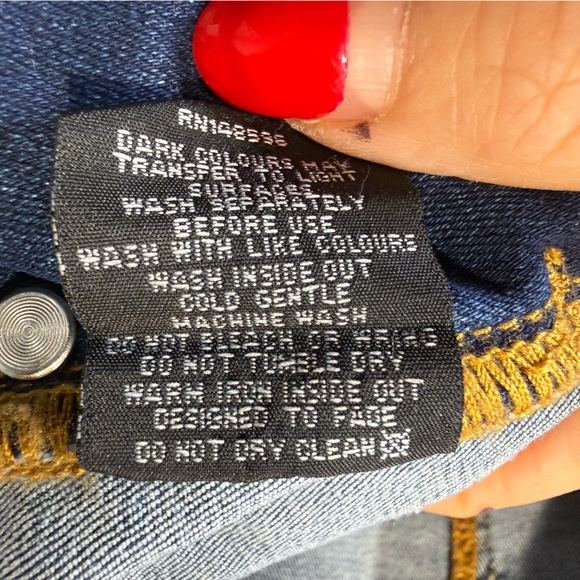 RN148536
DARK COLOURS MAY
TRANSFER TO LIGHT
SURFACES
WASH SEPARATELY
BEFORE USE
WASH WITH LIKE COLOURS
WASH INSIDE OUT
COLD GENTLE
MACHINE WASH
DO NOT BLEACH OR WRING
DO NOT TUMBLE DRY
WARM IRON INSIDE OUT
DESIGNED TO FADE
DO NOT DRY CLEAN